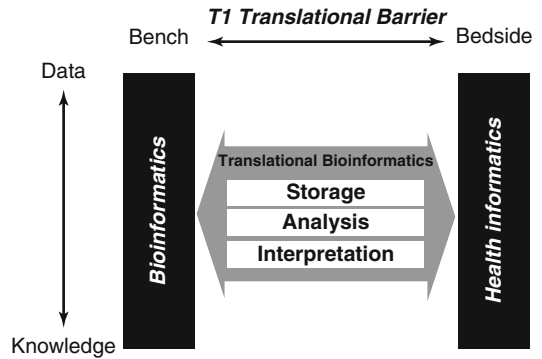 T1 Translational Barrier
Bench
Bedside
Data
Bioinformatics
Translational Bioinformatics
Storage
Analysis
Interpretation
Health informatics
Knowledge